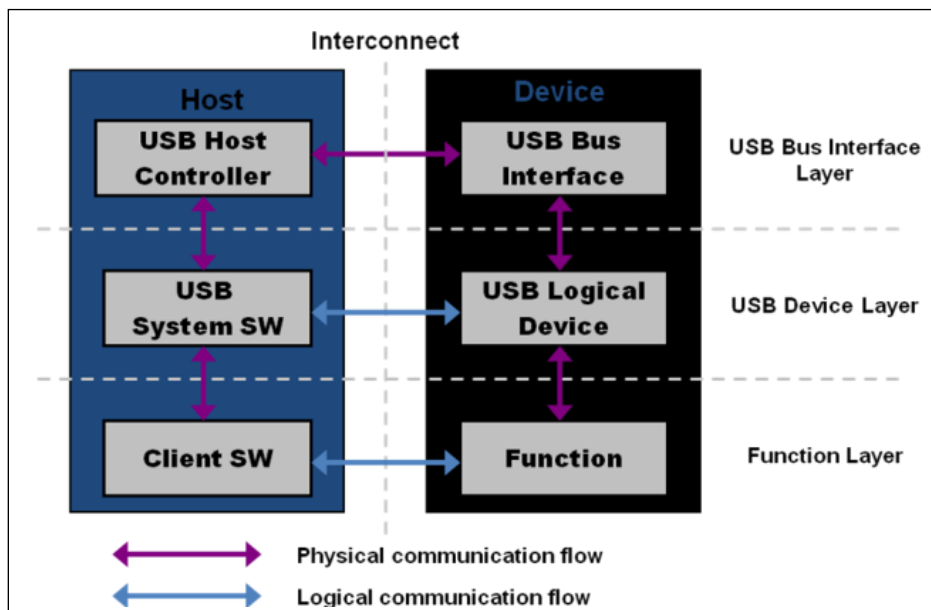 Interconnect
Host
Device
USB Host
Controller
USB Bus
Interface
USB Bus Interface
Layer
USB
System SW
USB Logical
Device
USB Device Layer
Client SW
Function
Function Layer
Physical communication flow
Logical communication flow